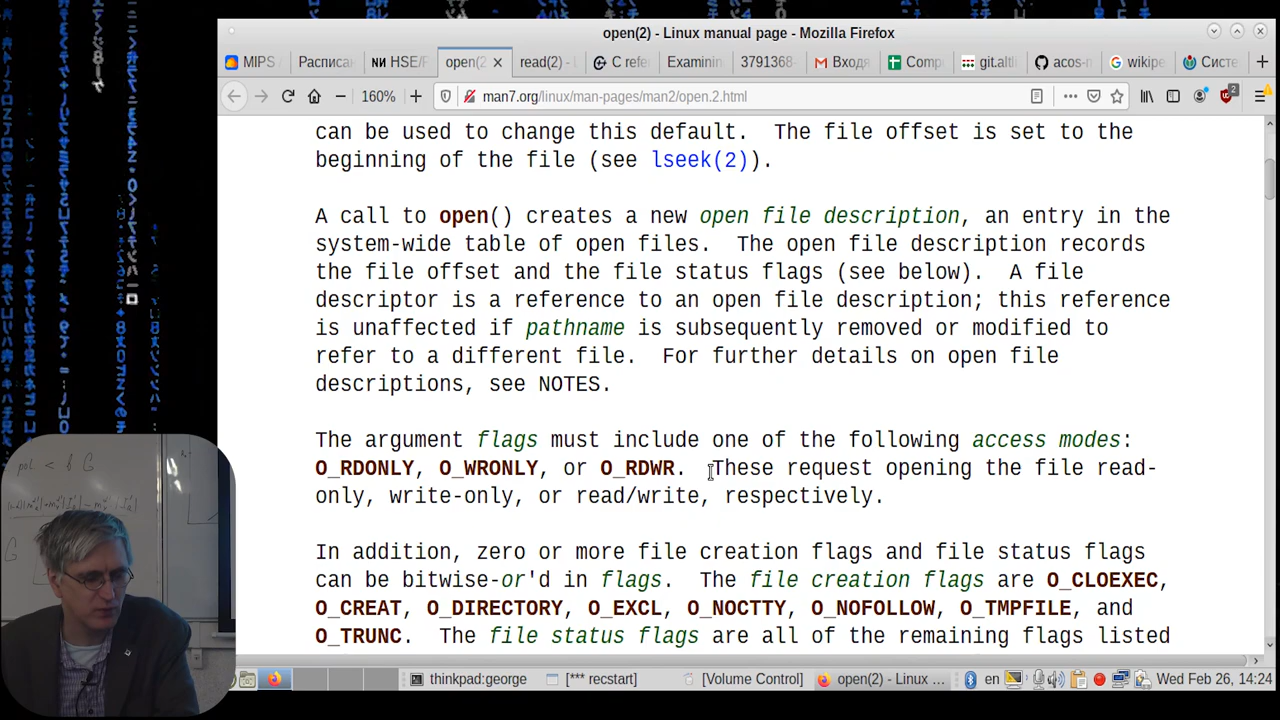 open(2) - Linux manual page - Mozilla Firefox
MIPS Расписан HSE/F open(2 read(2) - C refer Examinin 3791368- Входя Conto git.altli acos-m wikipe Систе
160% man7.org/linux/man-pages/man2/open.2.html 2
can be used to change this default. The file offset is set to the
beginning of the file (see lseek(2)).
A call to open() creates a new open file description, an entry in the
system-wide table of open files. The open file description records
the file offset and the file status flags (see below). A file
descriptor is a reference to an open file description; this reference
is unaffected if pathname is subsequently removed or modified to
refer to a different file. For further details on open file
descriptions, see NOTES.
The argument flags must include one of the following access modes:
O_RDONLY, O_WRONLY, or O_RDWR. These request opening the file read-
only, write-only, or read/write, respectively.
In addition, zero or more file creation flags and file status flags
can be bitwise-or'd in flags. The file creation flags are O_CLOEXEC,
O_CREAT, O_DIRECTORY, O_EXCL, O_NOCTTY, O_NOFOLLOW, O_TMPFILE, and
O_TRUNC. The file status flags are all of the remaining flags listed
thinkpad:george [*** recstart] [Volume Control] open(2) - Linux ... en Wed Feb 26, 14:24